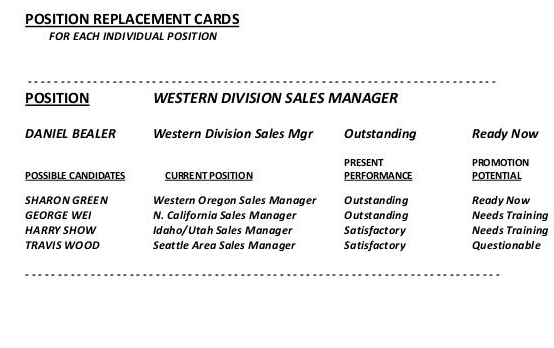 POSITION REPLACEMENT CARDS
FOR EACH INDIVIDUAL POSITION
POSITION WESTERN DIVISION SALES MANAGER
DANIEL BEALER Western Division Sales Mgr Outstanding Ready Now
PRESENT PROMOTION
POSSIBLE CANDIDATES CURRENT POSITION PERFORMANCE POTENTIAL
SHARON GREEN Western Oregon Sales Manager Outstanding Ready Now
GEORGE WEI N. California Sales Manager Outstanding Needs Training
HARRY SHOW Idaho/Utah Sales Manager Satisfactory Needs Training
TRAVIS WOOD Seattle Area Sales Manager Satisfactory Questionable